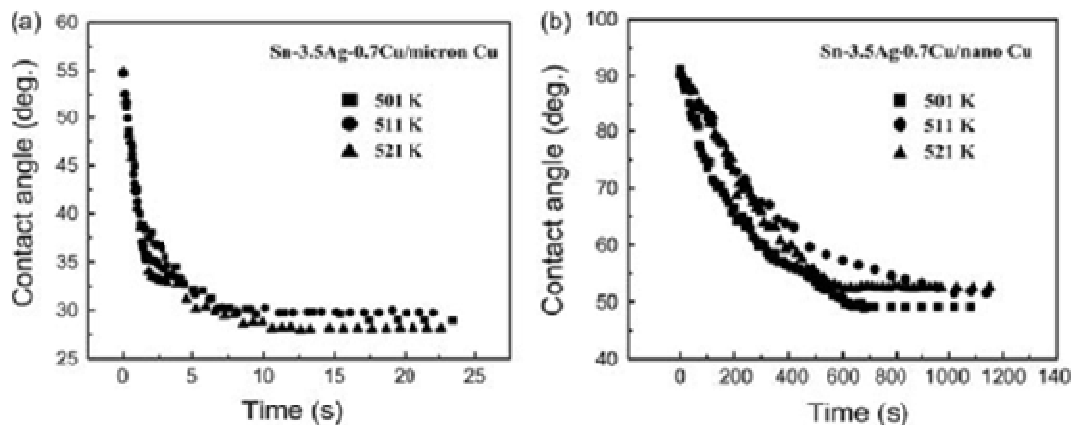 (a)
60
55
50
45
40
35
30
25
Contact angle (deg.)
Sn-3.5Ag-0.7Cu/micron Cu
501 K
511 K
521 K
0 5 10 15 20 25
Time (s)
(b)
100
90
80
70
60
50
40
Contact angle (deg.)
Sn-3.5Ag-0.7Cu/nano Cu
501 K
511 K
521 K
0 200 400 600 800 1000 1200 140
Time (s)